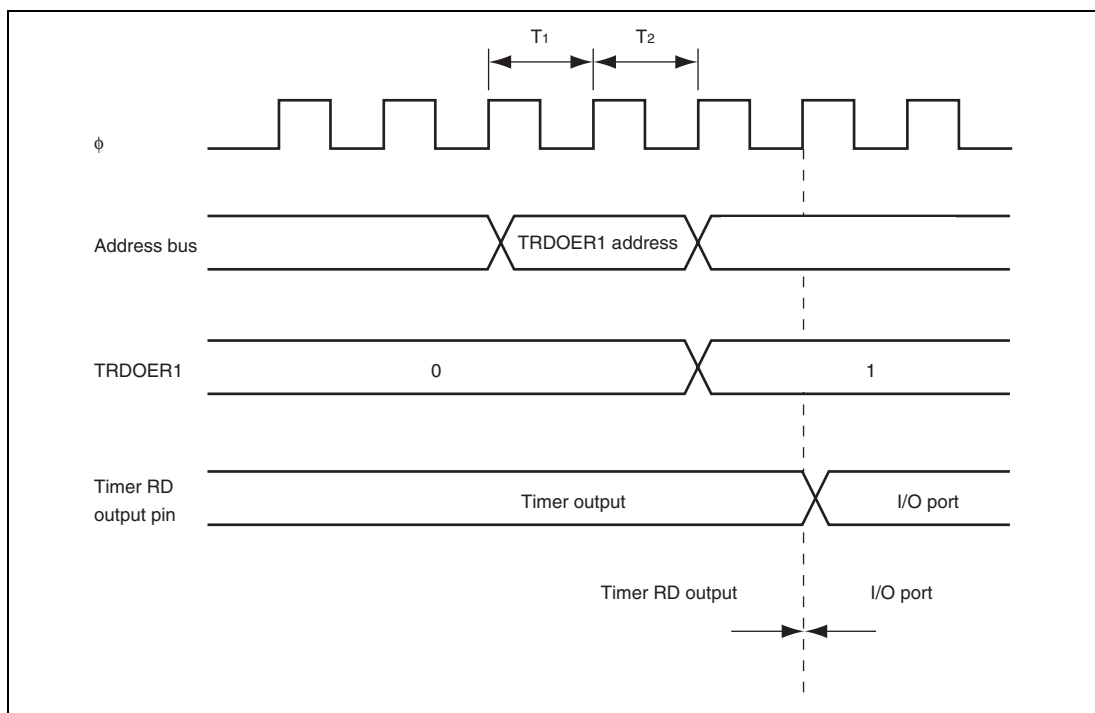 T1 T2
ϕ
Address bus TRDOER1 address
TRDOER1 0 1
Timer RD
output pin
Timer output I/O port
Timer RD output I/O port